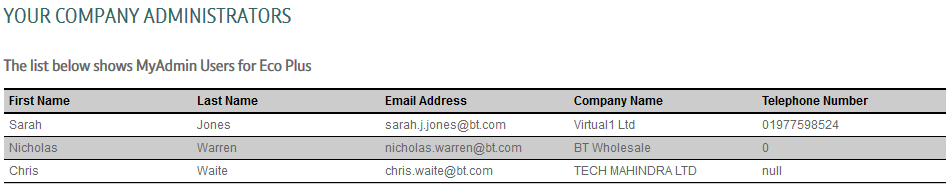 YOUR COMPANY ADMINISTRATORS
The list below shows MyAdmin Users for Eco Plus
First Name Last Name Email Address Company Name Telephone Number
Sarah Jones sarah.j.jones@bt.com Virtual1 Ltd 01977598524
Nicholas Warren nicholas.warren@bt.com BT Wholesale 0
Chris Waite chris.waite@bt.com TECH MAHINDRA LTD null